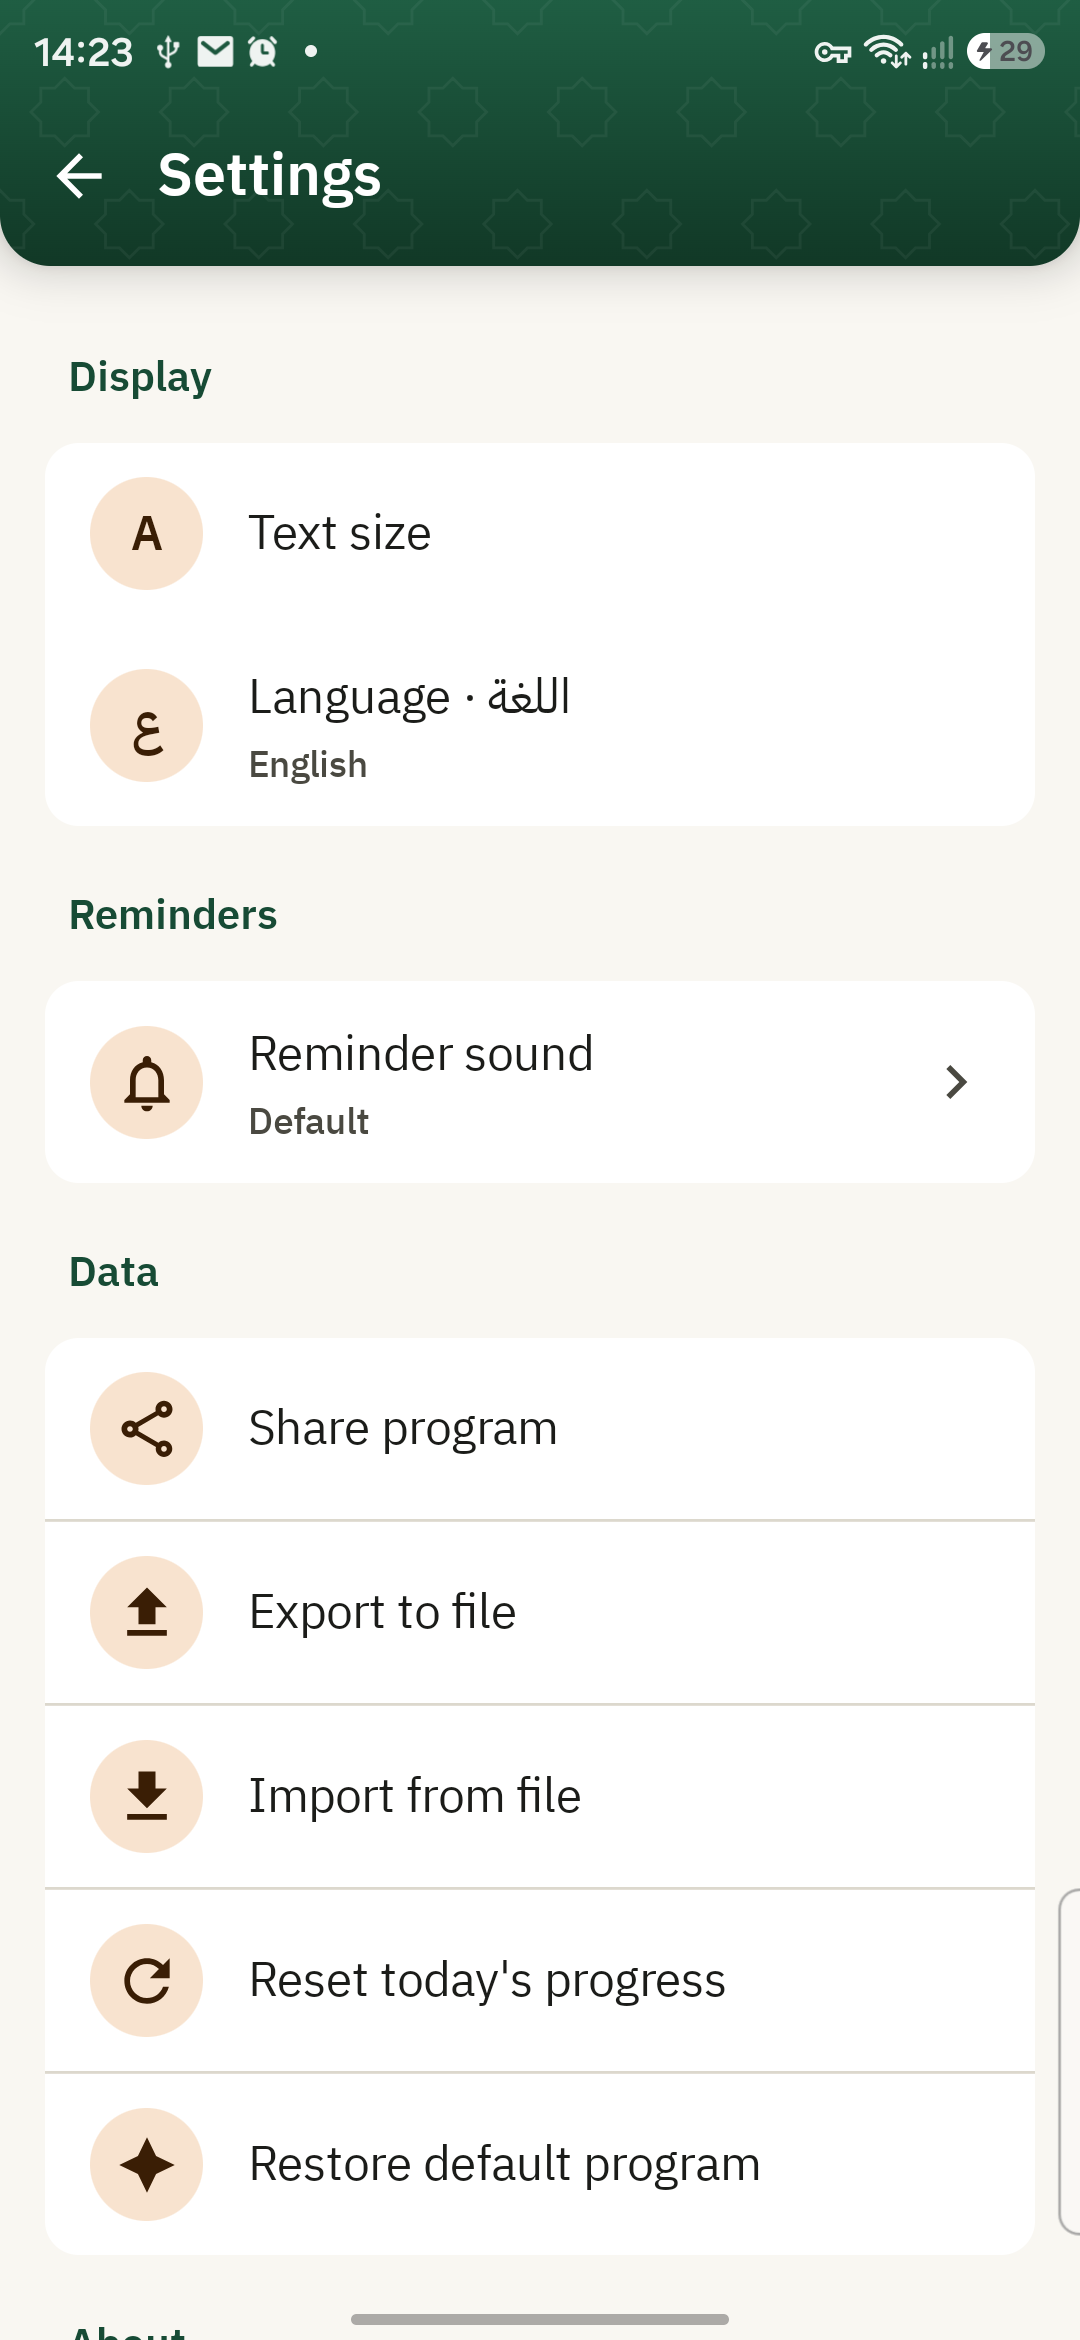 14:23
29
Settings
Display
A
Text size
ع
Language · اللغة
English
Reminders
Reminder sound
Default
Data
Share program
Export to file
Import from file
Reset today's progress
Restore default program
About